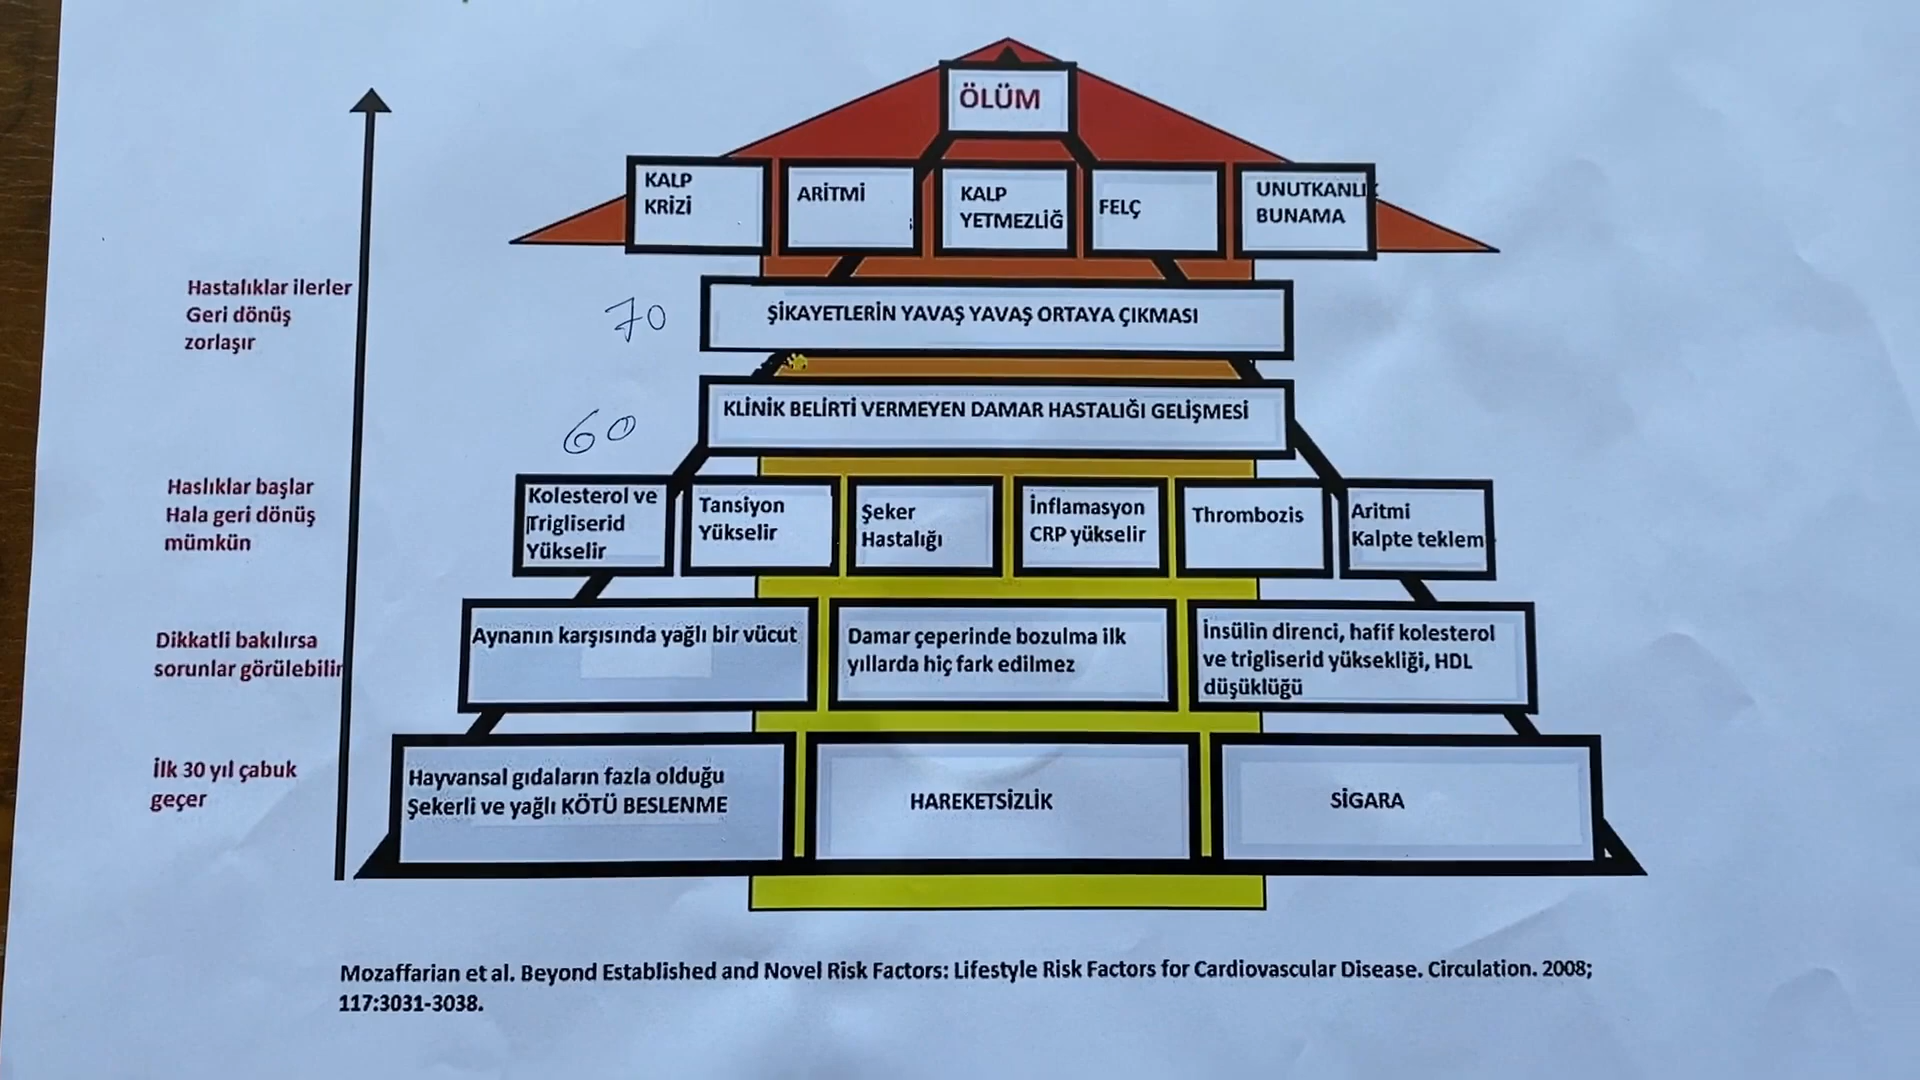 ÖLÜM
KALP
KRİZİ
ARİTMİ
KALP
YETMEZLİĞ
FELÇ
UNUTKANLIK
BUNAMA
Hastalıklar ilerler
Geri dönüş
zorlaşır
70
ŞİKAYETLERİN YAVAŞ YAVAŞ ORTAYA ÇIKMASI
60
KLİNİK BELİRTİ VERMEYEN DAMAR HASTALIĞI GELİŞMESİ
Haslıklar başlar
Hala geri dönüş
mümkün
Kolesterol ve
Trigliserid
Yükselir
Tansiyon
Yükselir
Şeker
Hastalığı
İnflamasyon
CRP yükselir
Thrombozis
Aritmi
Kalpte teklem
Dikkatli bakılırsa
sorunlar görülebilir
Aynanın karşısında yağlı bir vücut
Damar çeperinde bozulma ilk
yıllarda hiç fark edilmez
İnsülin direnci, hafif kolesterol
ve trigliserid yüksekliği, HDL
düşüklüğü
İlk 30 yıl çabuk
geçer
Hayvansal gıdaların fazla olduğu
Şekerli ve yağlı KÖTÜ BESLENME
HAREKETSİZLİK
SİGARA
Mozaffarian et al. Beyond Established and Novel Risk Factors: Lifestyle Risk Factors for Cardiovascular Disease. Circulation. 2008;
117:3031-3038.